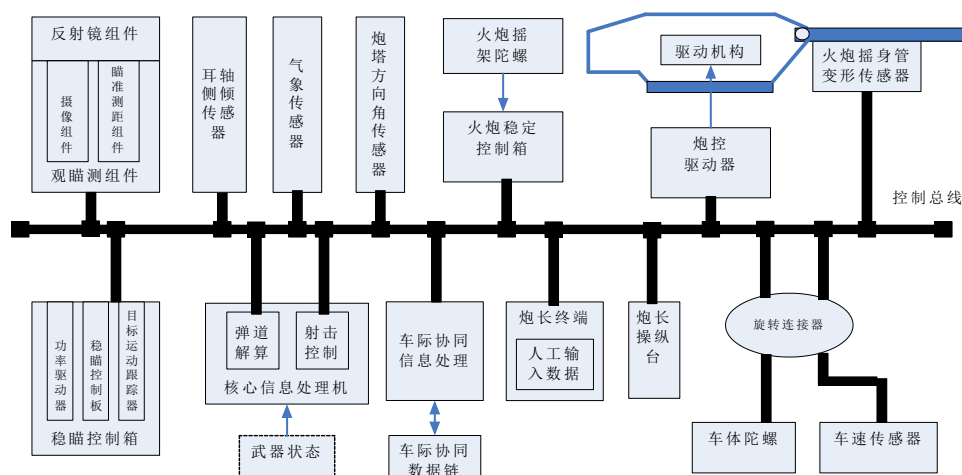 反射镜组件
摄像组件
瞄准测距组件
观瞄测组件
耳轴
侧倾
传感
器
气象传感器
炮塔方向角传感器
火炮摇
架陀螺
火炮稳定
控制箱
驱动机构
炮控
驱动器
火炮摇身管
变形传感器
控制总线
功率驱动器
稳瞄控制板
目标运动跟踪器
稳瞄控制箱
弹道
解算
射击
控制
核心信息处理机
武器状态
车际协同
信息处理
车际协同
数据链
炮长终端
人工输
入数据
炮长
操纵
台
旋转连接器
车体陀螺
车速传感器